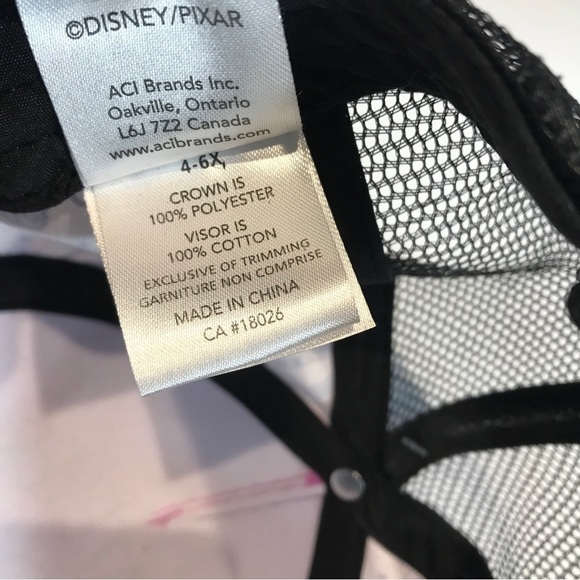 ©DISNEY/PIXAR
ACI Brands Inc.
Oakville, Ontario
L6J 7Z2 Canada
www.acibrands.com
4-6X
CROWN IS
100% POLYESTER
VISOR IS
100% COTTON
EXCLUSIVE OF TRIMMING
GARNITURE NON COMPRISE
MADE IN CHINA
CA #18026